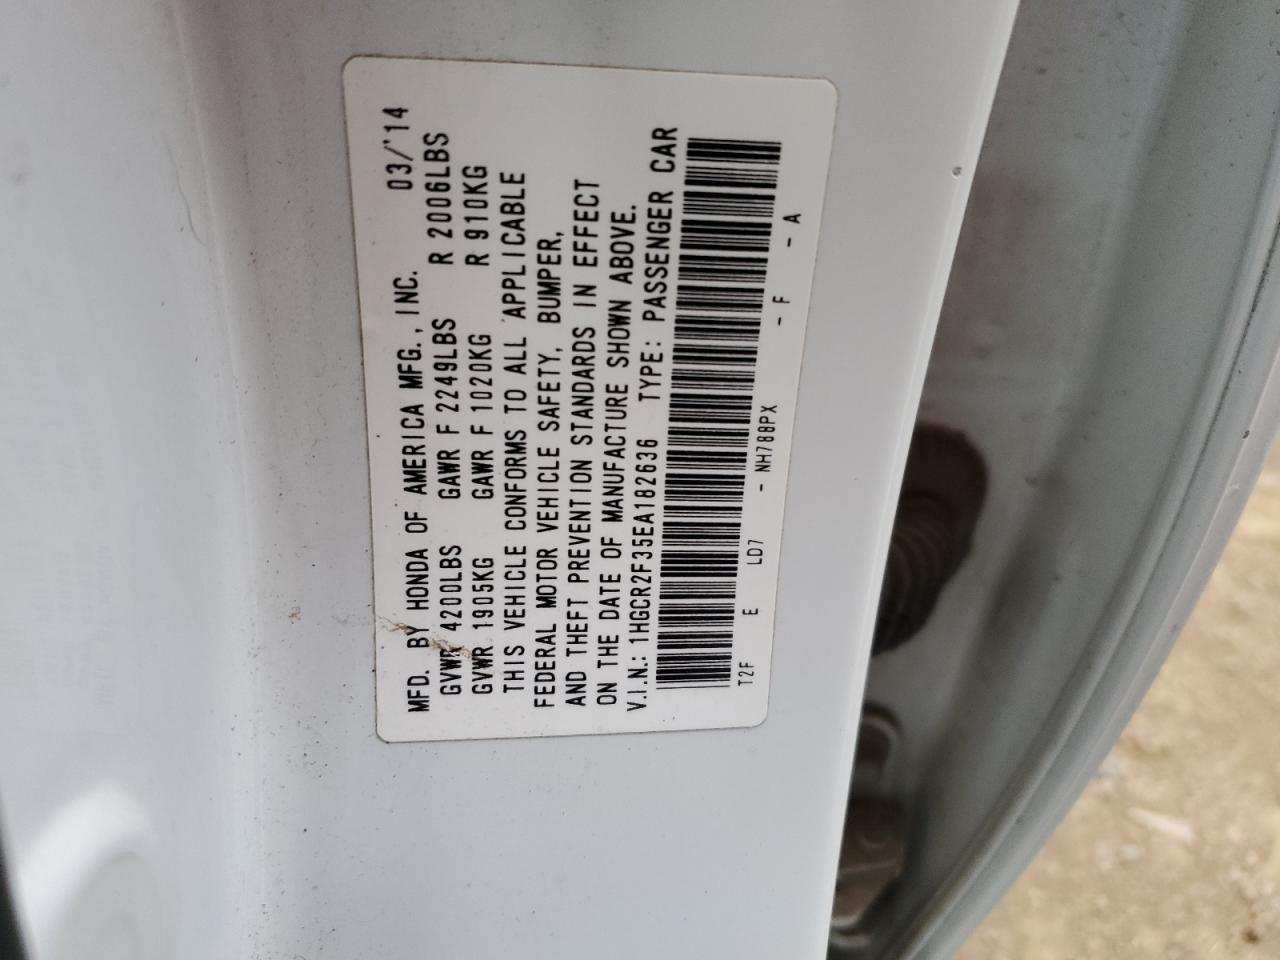 MFD. BY HONDA OF AMERICA MFG., INC. 03/'14
GVWR 4200LBS GAWR F 2249LBS R 2006LBS
GVWR 1905KG GAWR F 1020KG R 910KG
THIS VEHICLE CONFORMS TO ALL APPLICABLE
FEDERAL MOTOR VEHICLE SAFETY, BUMPER,
AND THEFT PREVENTION STANDARDS IN EFFECT
ON THE DATE OF MANUFACTURE SHOWN ABOVE.
V.I.N.: 1HGCR2F35EA182636 TYPE: PASSENGER CAR
T2F E LD7 - NH788PX - F - A